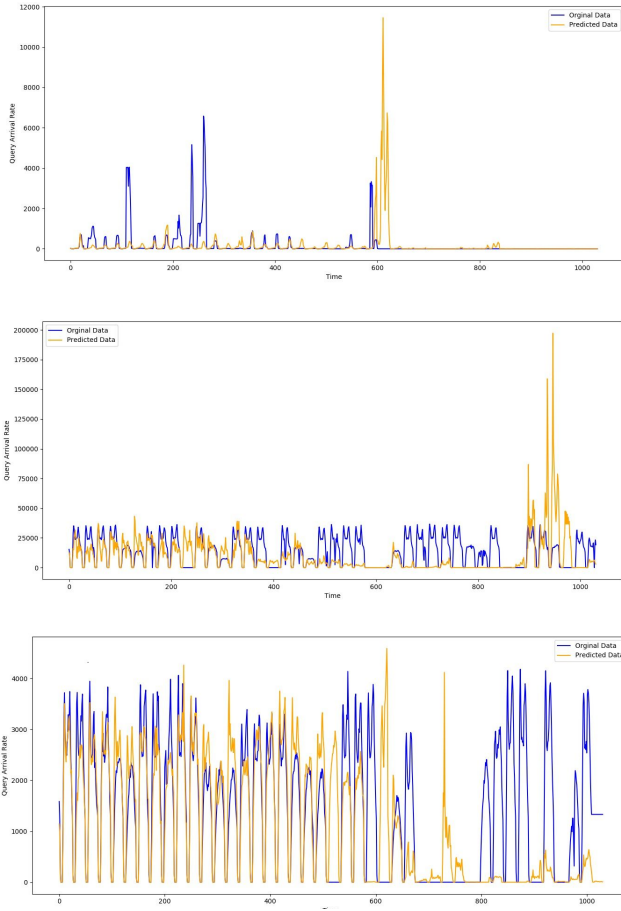 12000
10000
8000
6000
4000
2000
0
Query Arrival Rate
Orginal Data
Predicted Data
0 200 400 600 800 1000
Time
200000
175000
150000
125000
100000
75000
50000
25000
0
Query Arrival Rate
Orginal Data
Predicted Data
0 200 400 600 800 1000
Time
4000
3000
2000
1000
0
Query Arrival Rate
Orginal Data
Predicted Data
0 200 400 600 800 1000